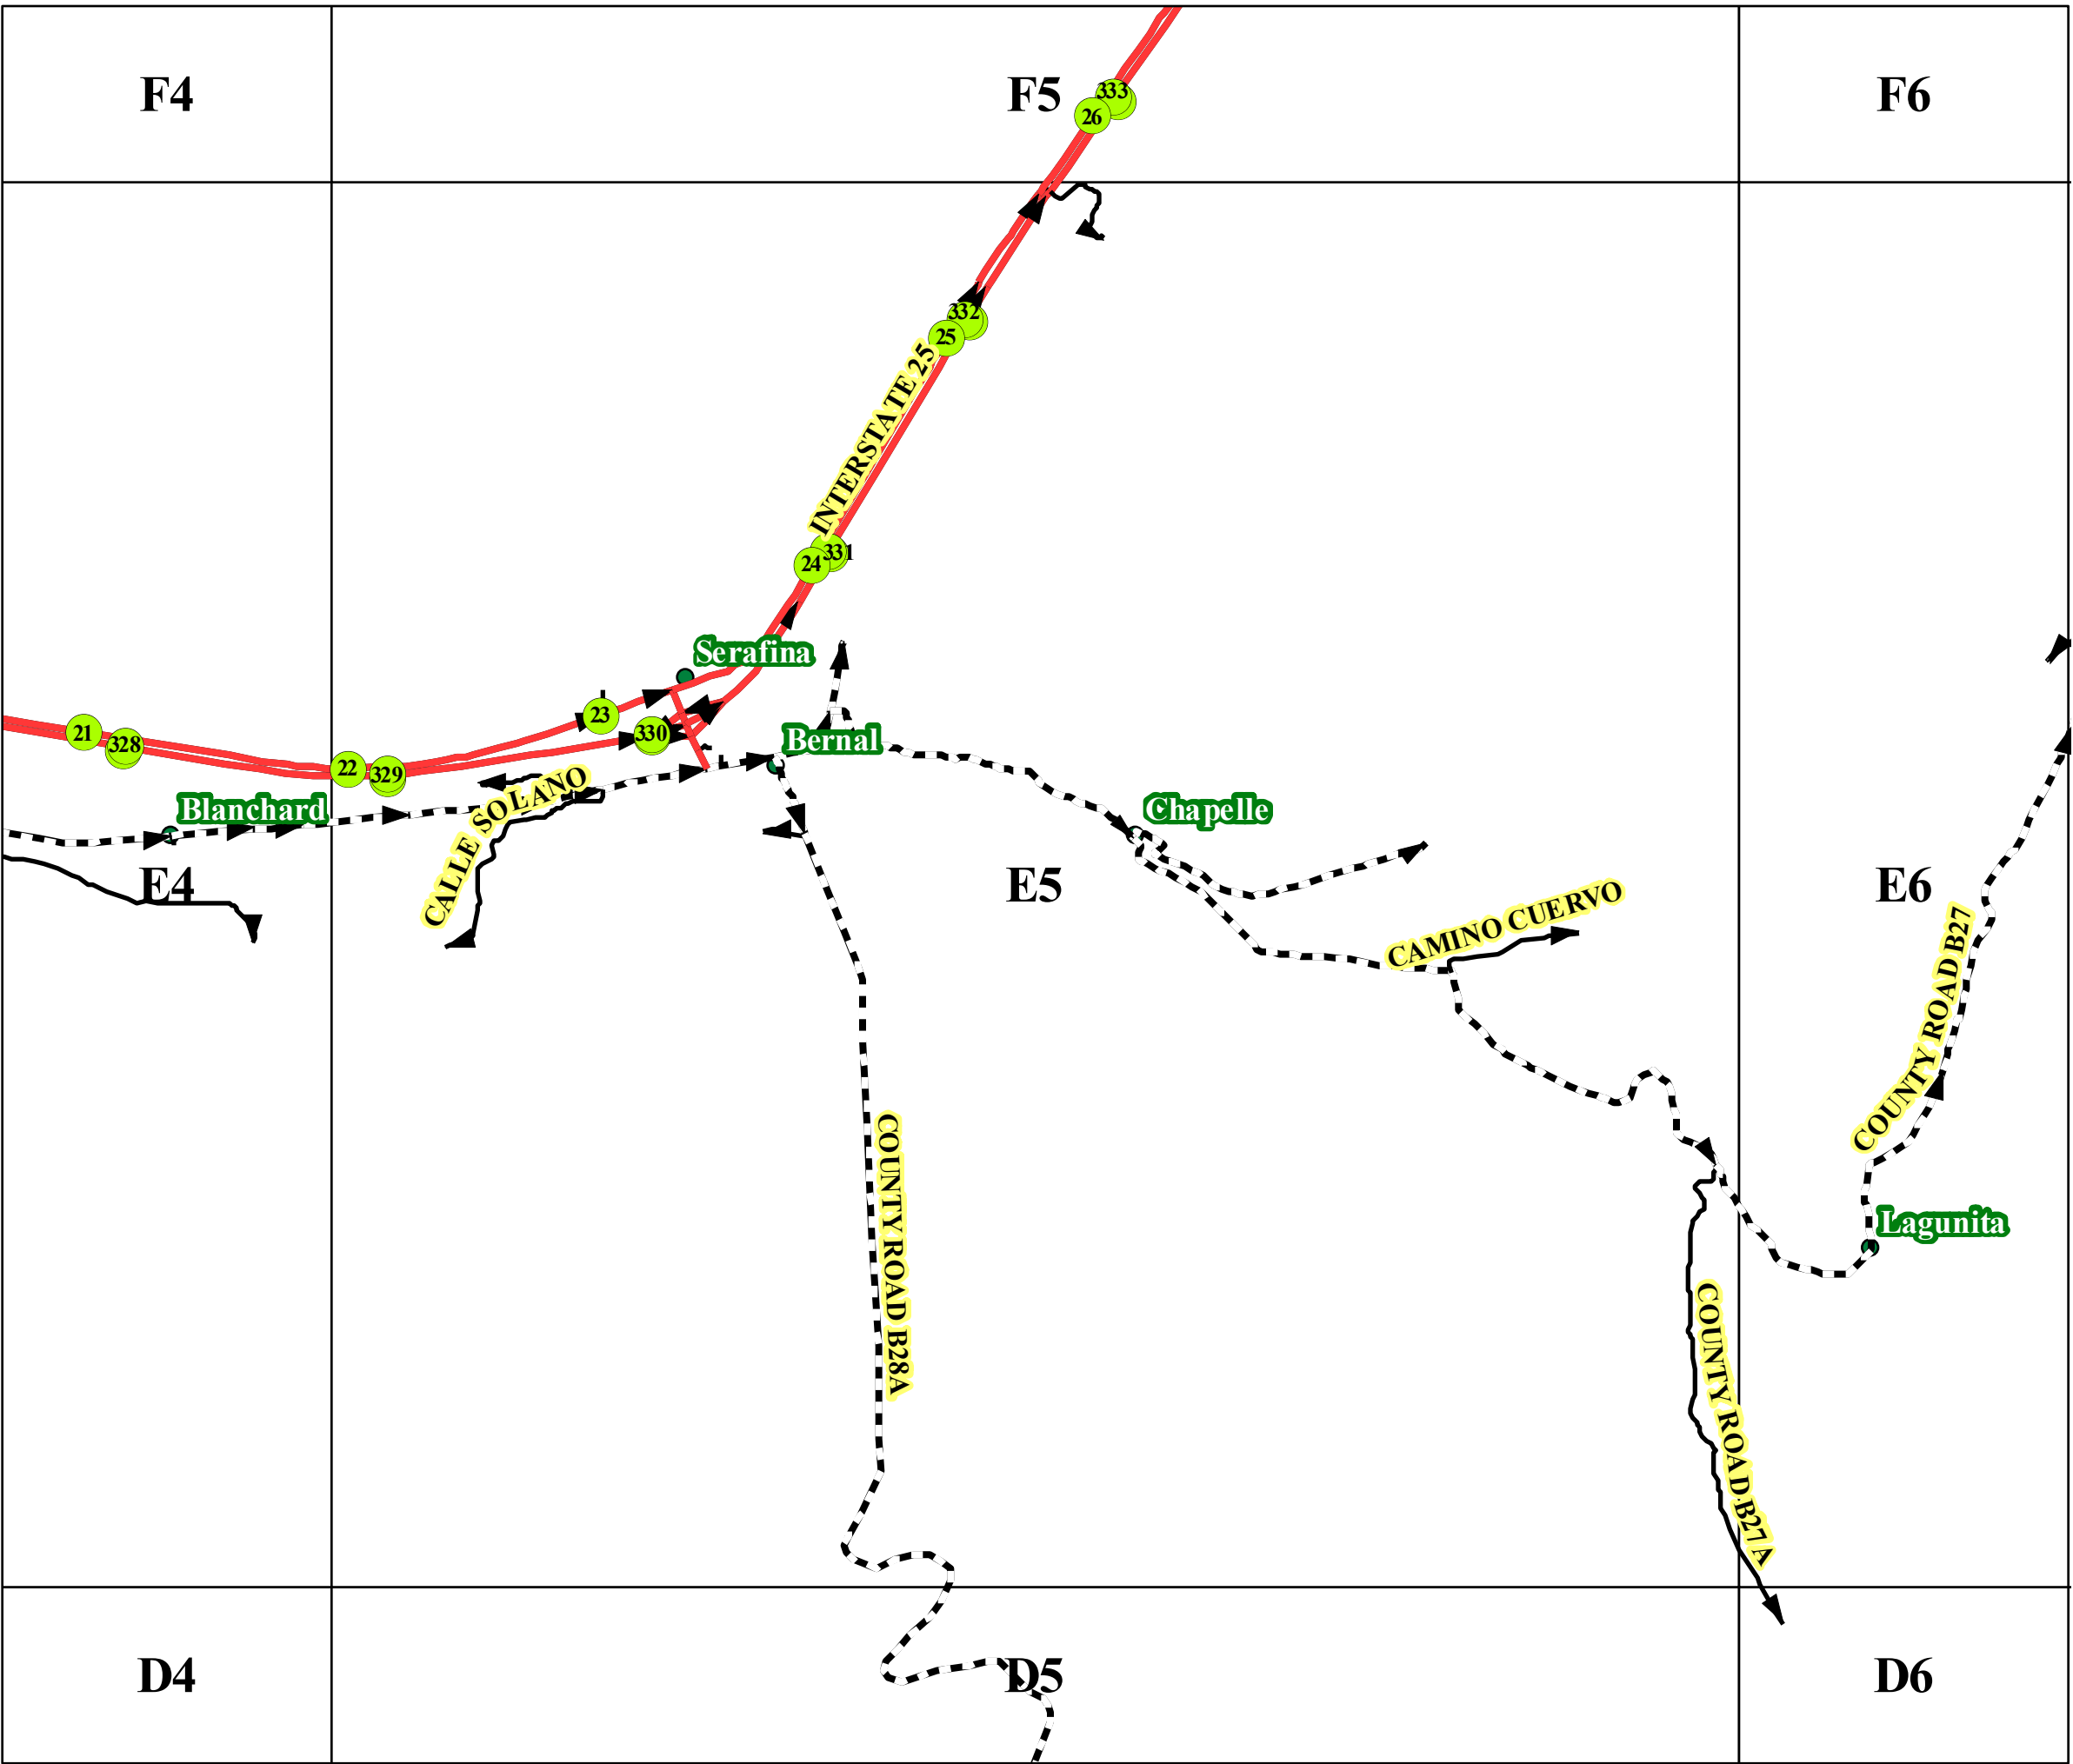 F4
F5
F6
333
26
332
25
INTERSTATE 25
331
24
Serafina
23
21
328
330
Bernal
22
329
CALLE SOLANO
Blanchard
Chapelle
E4
E5
E6
CAMINO CUERVO
COUNTY ROAD B27
COUNTY ROAD B28A
Lagunita
COUNTY ROAD B27A
D4
D5
D6